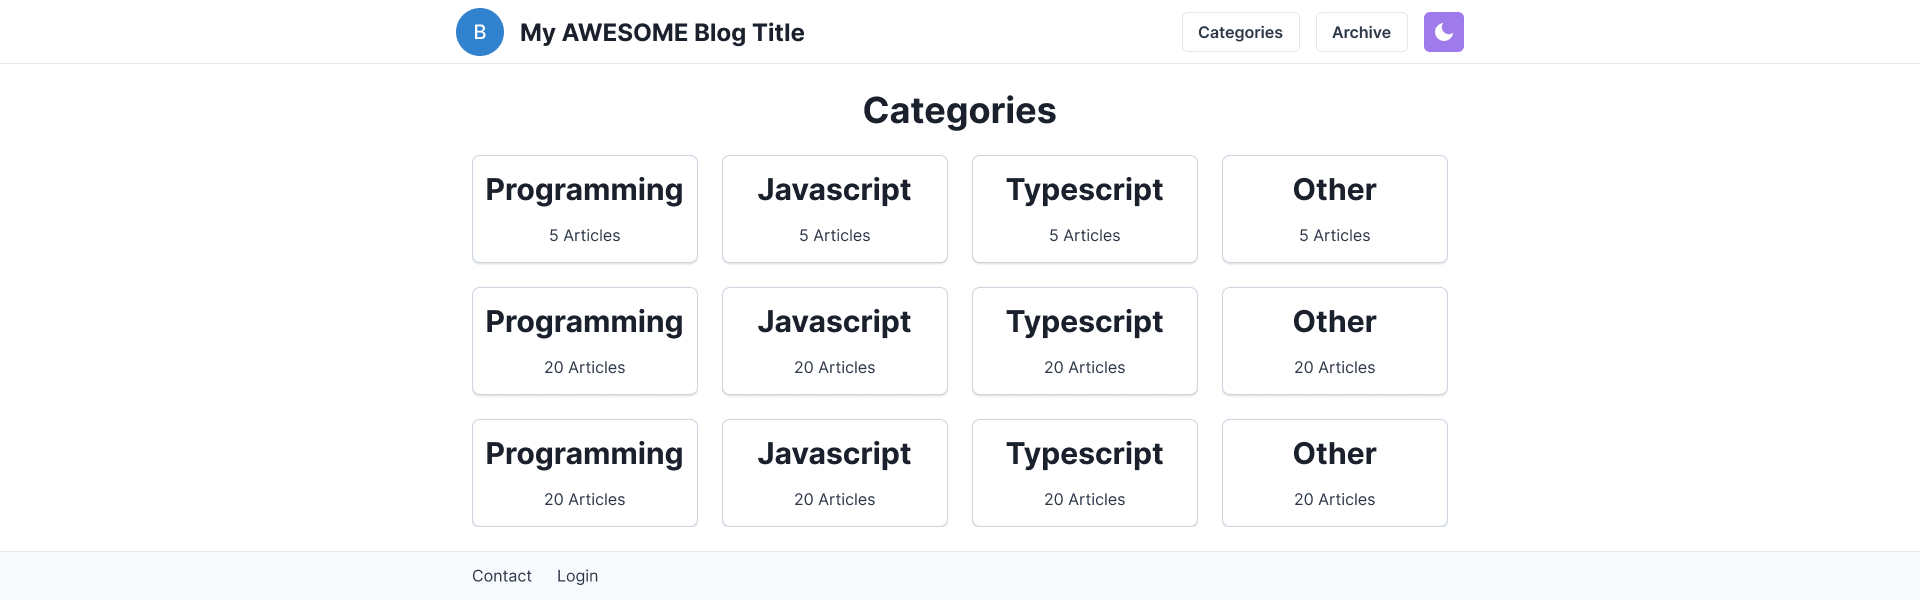 B
My AWESOME Blog Title
Categories
Archive
Categories
Programming
5 Articles
Javascript
5 Articles
Typescript
5 Articles
Other
5 Articles
Programming
20 Articles
Javascript
20 Articles
Typescript
20 Articles
Other
20 Articles
Programming
20 Articles
Javascript
20 Articles
Typescript
20 Articles
Other
20 Articles
Contact
Login